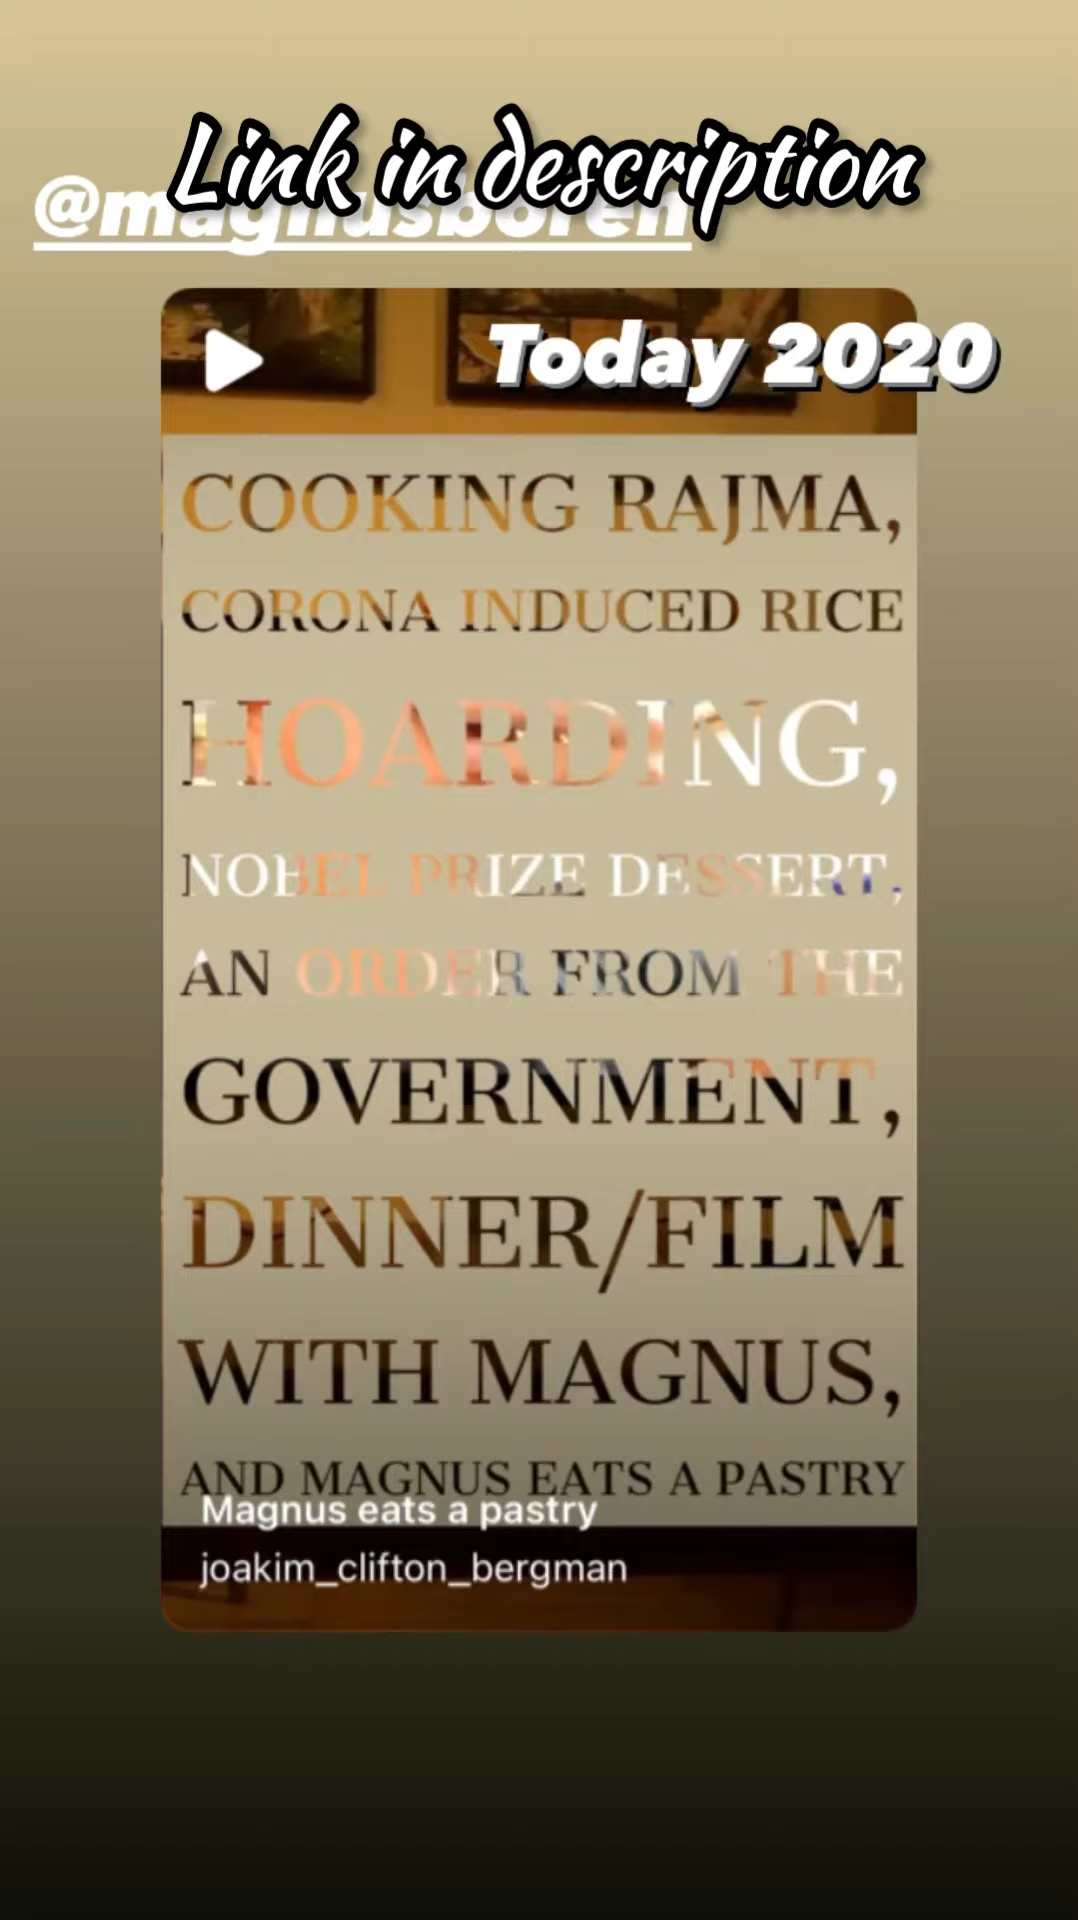 Link in description
@magnusboren
Today 2020
COOKING RAJMA,
CORONA INDUCED RICE
HOARDING,
NOBEL PRIZE DESSERT,
AN ORDER FROM THE
GOVERNMENT,
DINNER/FILM
WITH MAGNUS,
AND MAGNUS EATS A PASTRY
Magnus eats a pastry
joakim_clifton_bergman